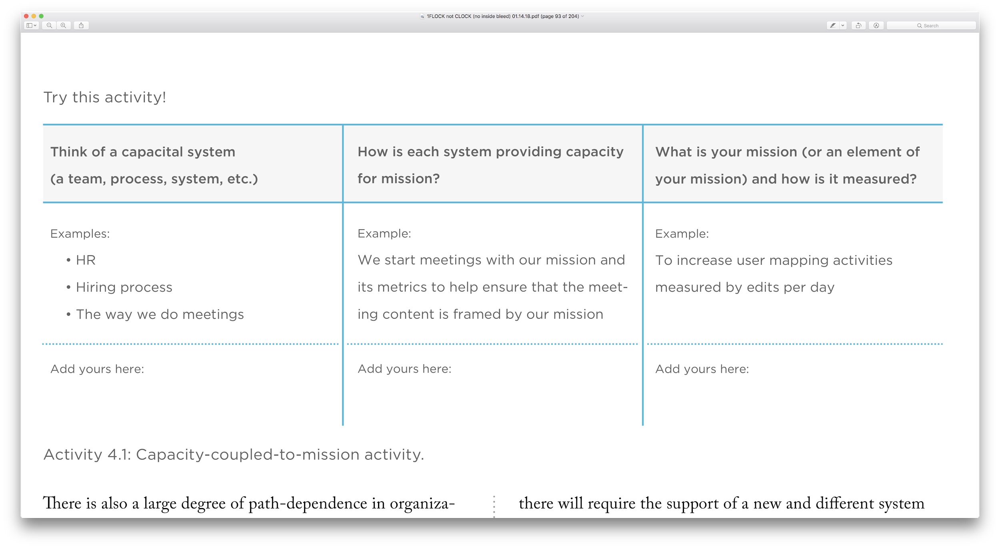 1FLOCK not CLOCK (no inside bleed) 01.14.18.pdf (page 93 of 204)
Search
Try this activity!
Think of a capacital system
(a team, process, system, etc.)
How is each system providing capacity
for mission?
What is your mission (or an element of
your mission) and how is it measured?
Examples:
• HR
• Hiring process
• The way we do meetings
Example:
We start meetings with our mission and
its metrics to help ensure that the meet-
ing content is framed by our mission
Example:
To increase user mapping activities
measured by edits per day
Add yours here:
Add yours here:
Add yours here:
Activity 4.1: Capacity-coupled-to-mission activity.
There is also a large degree of path-dependence in organiza-
there will require the support of a new and different system